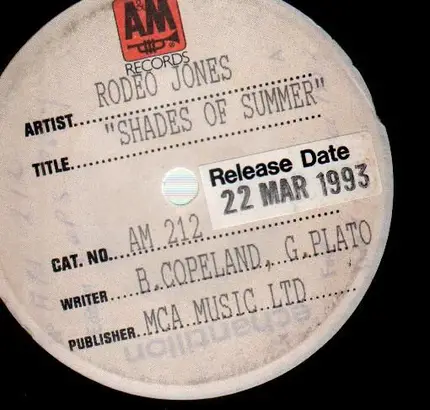 A&M
RECORDS
ARTIST... RODEO JONES
TITLE... "SHADES OF SUMMER"
Release Date
22 MAR 1993
CAT. NO... AM 212
WRITER... B.COPELAND, G.PLATO
PUBLISHER... MCA MUSIC LTD